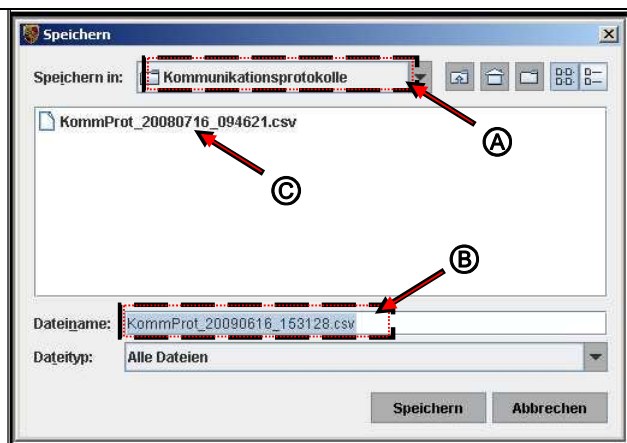 Speichern
Speichern in: Kommunikationsprotokolle
A
KommProt_20080716_094621.csv
C
B
Dateiname: KommProt_20090616_153128.csv
Dateityp: Alle Dateien
Speichern Abbrechen